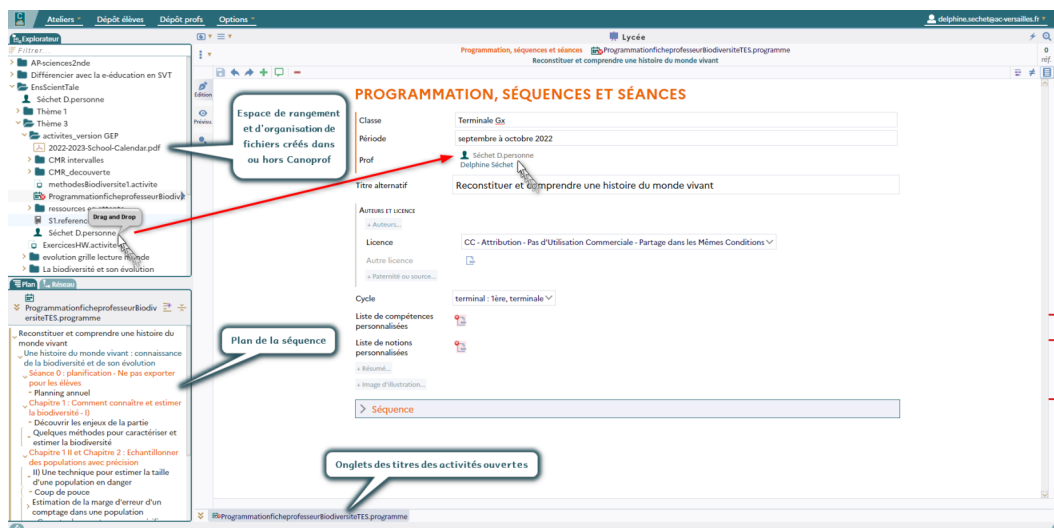 Ateliers
Dépôt élèves
Dépôt profs
Options
delphine.sechet@ac-versailles.fr
Explorateur
Filtrer...
AP-sciences2nde
Différencier avec la e-éducation en SVT
EnsScientTale
Séchet D.personne
Thème 1
Thème 3
activites_version GEP
2022-2023-School-Calendar.pdf
CMR intervalles
CMR_decouverte
methodesBiodiversite1.activite
ProgrammationficheprofesseurBiodiv
ressources
S1.referenc
Drag and Drop
Séchet D.personne
ExercicesHW.activite
evolution grille lecture monde
La biodiversité et son évolution
Plan
Réseau
ProgrammationficheprofesseurBiodiv
ersiteTES.programme
Reconstituer et comprendre une histoire du
monde vivant
Une histoire du monde vivant : connaissance
de la biodiversité et de son évolution
Séance 0 : planification - Ne pas exporter
pour les élèves
Planning annuel
Chapitre 1 : Comment connaître et estimer
la biodiversité - I)
Découvrir les enjeux de la partie
Quelques méthodes pour caractériser et
estimer la biodiversité
Chapitre 1 II et Chapitre 2 : Echantillonner
des populations avec précision
II) Une technique pour estimer la taille
d'une population en danger
Coup de pouce
Estimation de la marge d'erreur d'un
comptage dans une population
Lycée
Programmation, séquences et séances
ProgrammationficheprofesseurBiodiversiteTES.programme
Reconstituer et comprendre une histoire du monde vivant
0
réf.
Edition
Prévisu.
PROGRAMMATION, SÉQUENCES ET SÉANCES
Classe
Terminale Gx
Période
septembre à octobre 2022
Prof
Séchet D.personne
Delphine Séchet
Titre alternatif
Reconstituer et comprendre une histoire du monde vivant
AUTEURS ET LICENCE
+ Auteurs...
Licence
CC - Attribution - Pas d'Utilisation Commerciale - Partage dans les Mêmes Conditions
Autre licence
+ Paternité ou source...
Cycle
terminal : 1ère, terminale
Liste de compétences
personnalisées
Liste de notions
personnalisées
+ Résumé...
+ Image d'illustration...
Séquence
Espace de rangement
et d'organisation de
fichiers créés dans
ou hors Canoprof
Plan de la séquence
Onglets des titres des activités ouvertes
ProgrammationficheprofesseurBiodiversiteTES.programme